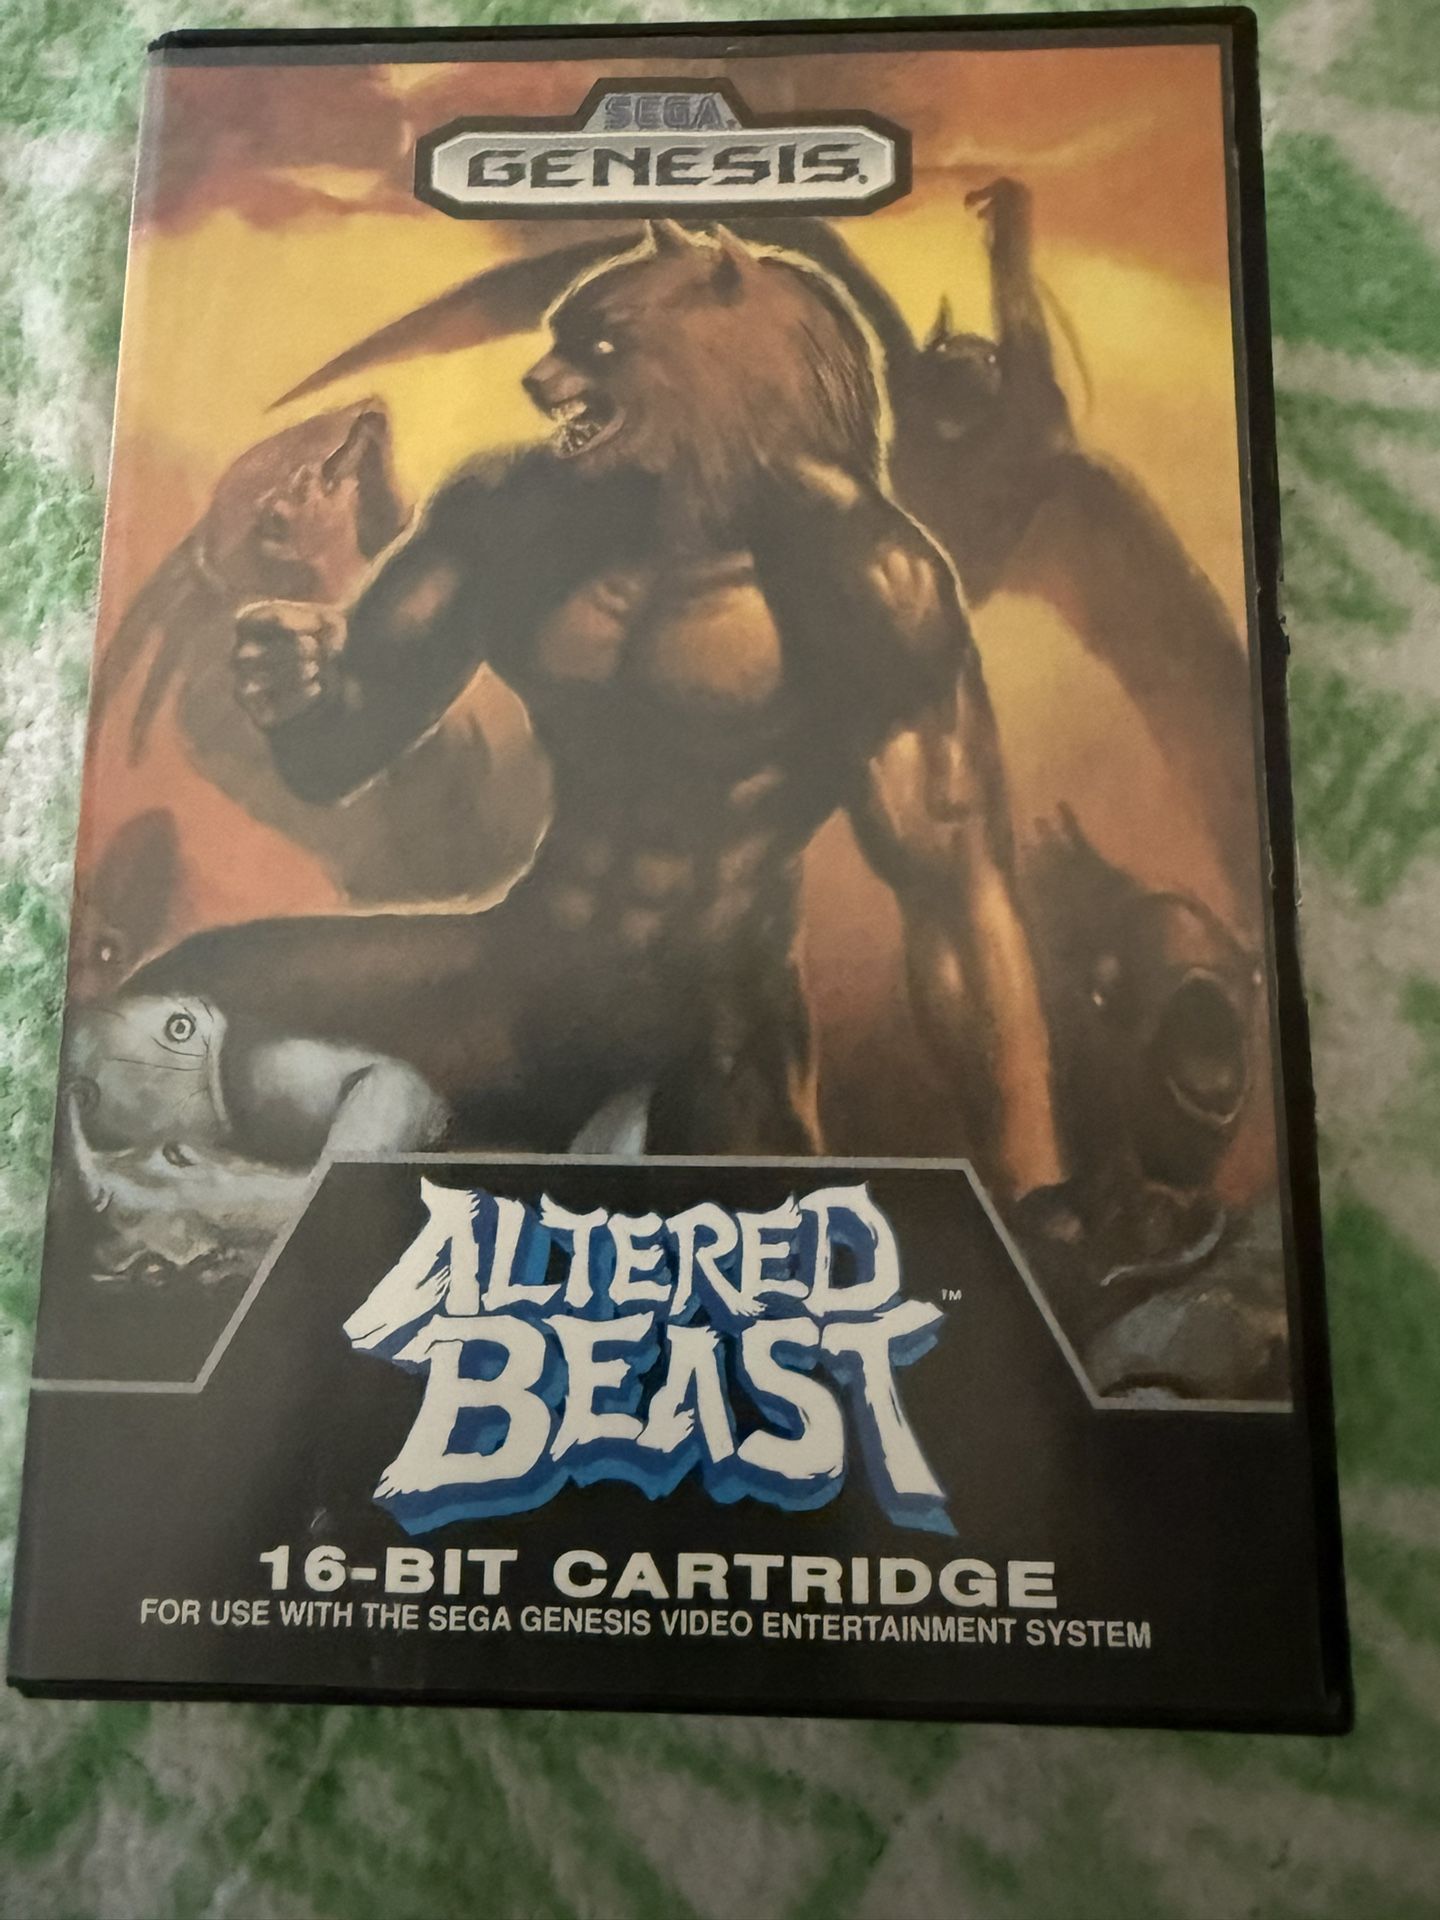 SEGA
GENESIS.
ALTERED
BEAST ™
16-BIT CARTRIDGE
FOR USE WITH THE SEGA GENESIS VIDEO ENTERTAINMENT SYSTEM